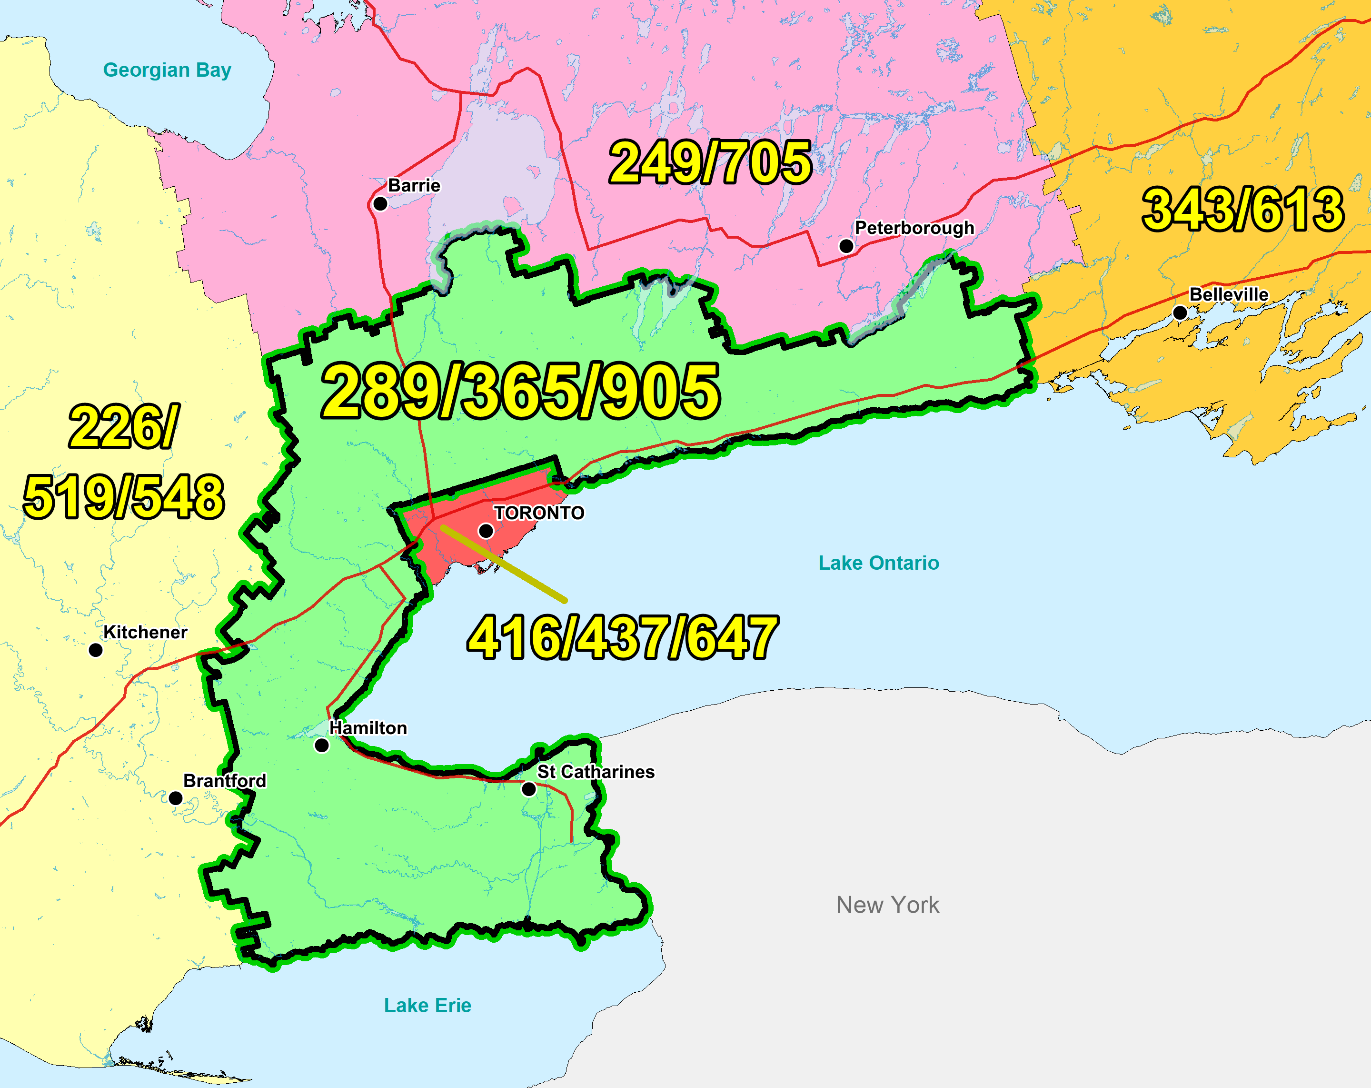 Georgian Bay
249/705
Barrie
343/613
Peterborough
Belleville
289/365/905
226/
519/548
TORONTO
Lake Ontario
416/437/647
Kitchener
Hamilton
St Catharines
Brantford
New York
Lake Erie